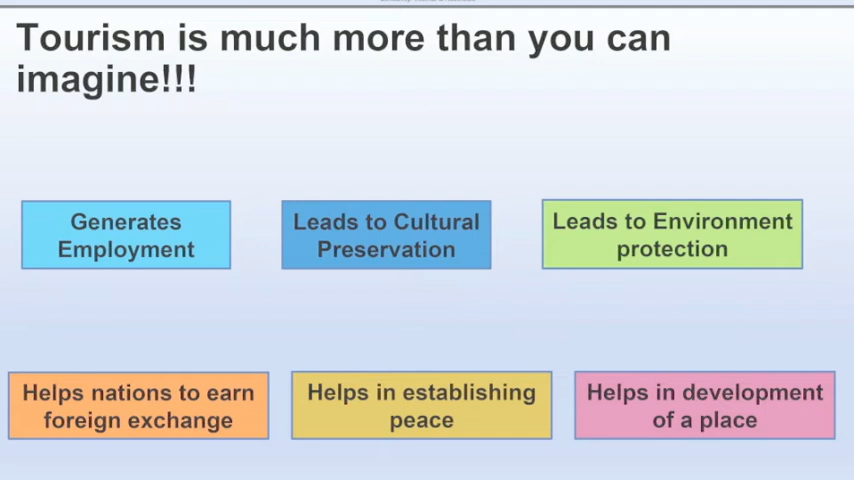 Tourism is much more than you can
imagine!!!
Generates
Employment
Leads to Cultural
Preservation
Leads to Environment
protection
Helps nations to earn
foreign exchange
Helps in establishing
peace
Helps in development
of a place